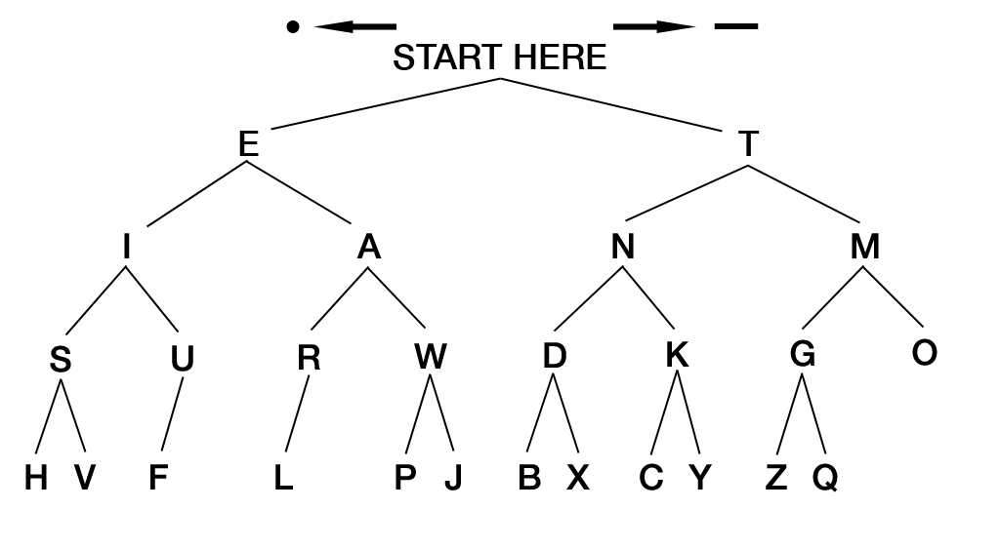 START HERE
E T
I A N M
S U R W D K G O
H V F L P J B X C Y Z Q